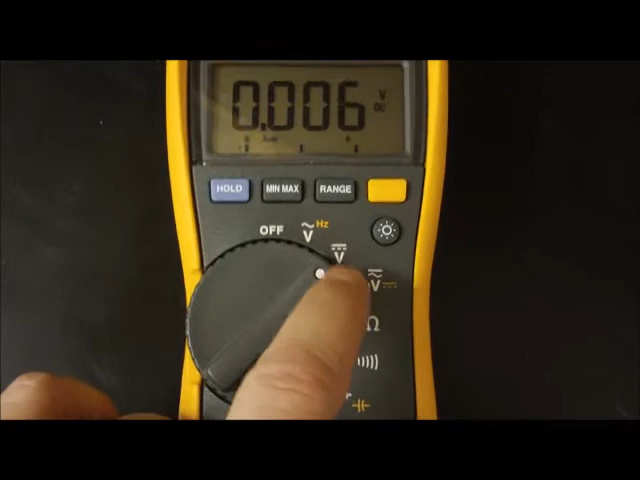 0.006 V DC
HOLD MIN MAX RANGE
OFF V Hz
V
V
Ω